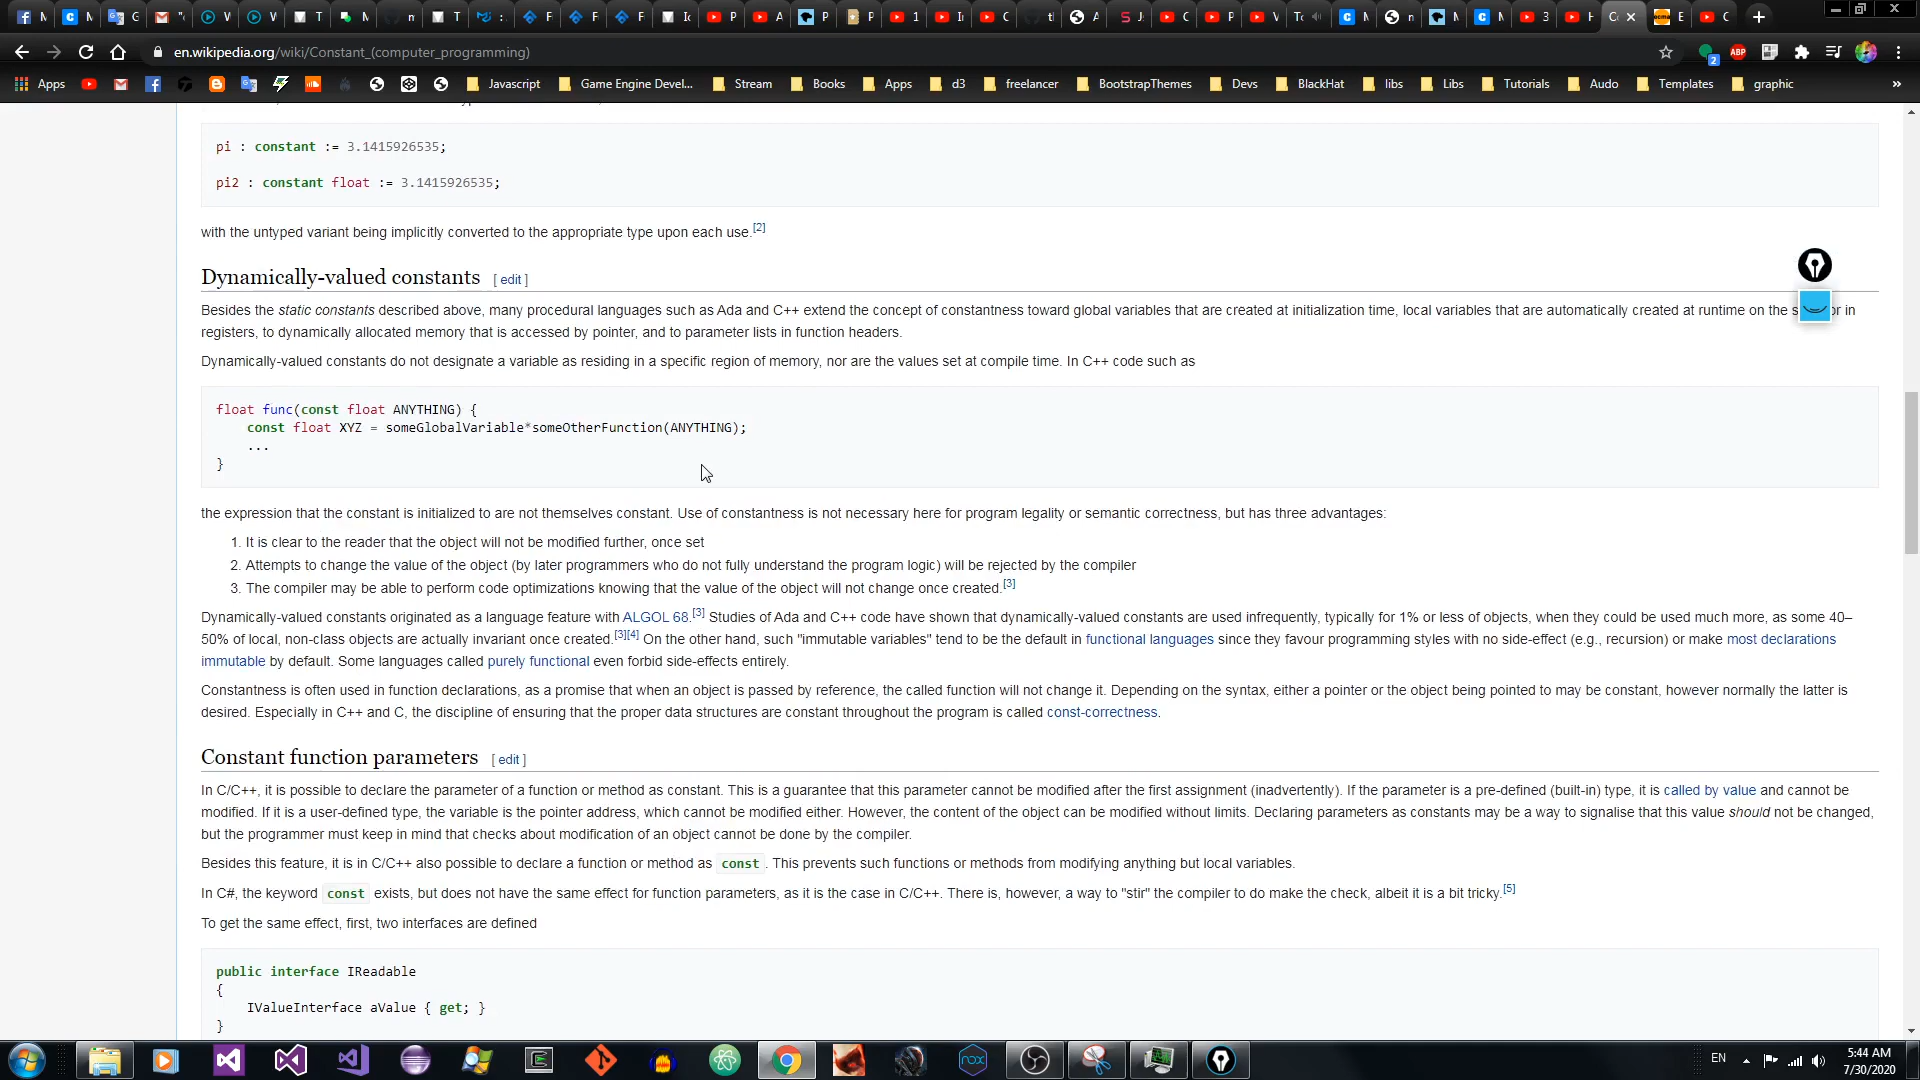 en.wikipedia.org/wiki/Constant_(computer_programming)
2
ABP
Apps
Javascript
Game Engine Devel...
Stream
Books
Apps
d3
freelancer
BootstrapThemes
Devs
BlackHat
libs
Libs
Tutorials
Audo
Templates
graphic
»
pi : constant := 3.1415926535;
pi2 : constant float := 3.1415926535;
with the untyped variant being implicitly converted to the appropriate type upon each use.[2]
Dynamically-valued constants [ edit ]
Besides the static constants described above, many procedural languages such as Ada and C++ extend the concept of constantness toward global variables that are created at initialization time, local variables that are automatically created at runtime on the s or in
registers, to dynamically allocated memory that is accessed by pointer, and to parameter lists in function headers.
Dynamically-valued constants do not designate a variable as residing in a specific region of memory, nor are the values set at compile time. In C++ code such as
float func(const float ANYTHING) {
const float XYZ = someGlobalVariable*someOtherFunction(ANYTHING);
...
}
the expression that the constant is initialized to are not themselves constant. Use of constantness is not necessary here for program legality or semantic correctness, but has three advantages:
1. It is clear to the reader that the object will not be modified further, once set
2. Attempts to change the value of the object (by later programmers who do not fully understand the program logic) will be rejected by the compiler
3. The compiler may be able to perform code optimizations knowing that the value of the object will not change once created.[3]
Dynamically-valued constants originated as a language feature with ALGOL 68.[3] Studies of Ada and C++ code have shown that dynamically-valued constants are used infrequently, typically for 1% or less of objects, when they could be used much more, as some 40–
50% of local, non-class objects are actually invariant once created.[3][4] On the other hand, such "immutable variables" tend to be the default in functional languages since they favour programming styles with no side-effect (e.g., recursion) or make most declarations
immutable by default. Some languages called purely functional even forbid side-effects entirely.
Constantness is often used in function declarations, as a promise that when an object is passed by reference, the called function will not change it. Depending on the syntax, either a pointer or the object being pointed to may be constant, however normally the latter is
desired. Especially in C++ and C, the discipline of ensuring that the proper data structures are constant throughout the program is called const-correctness.
Constant function parameters [ edit ]
In C/C++, it is possible to declare the parameter of a function or method as constant. This is a guarantee that this parameter cannot be modified after the first assignment (inadvertently). If the parameter is a pre-defined (built-in) type, it is called by value and cannot be
modified. If it is a user-defined type, the variable is the pointer address, which cannot be modified either. However, the content of the object can be modified without limits. Declaring parameters as constants may be a way to signalise that this value should not be changed,
but the programmer must keep in mind that checks about modification of an object cannot be done by the compiler.
Besides this feature, it is in C/C++ also possible to declare a function or method as const . This prevents such functions or methods from modifying anything but local variables.
In C#, the keyword const exists, but does not have the same effect for function parameters, as it is the case in C/C++. There is, however, a way to "stir" the compiler to do make the check, albeit it is a bit tricky.[5]
To get the same effect, first, two interfaces are defined
public interface IReadable
{
IValueInterface aValue { get; }
}
EN
5:44 AM
7/30/2020